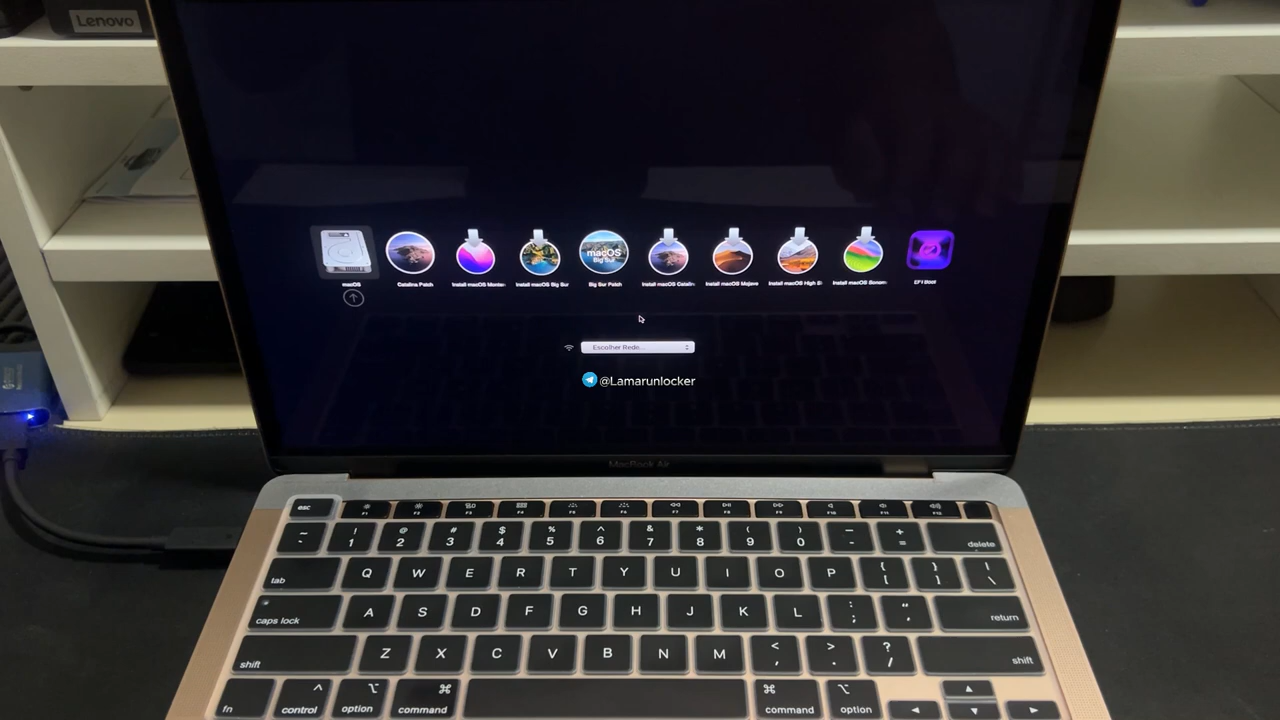 Lenovo
macOS
Big Sur
macOS
Catalina Patch
Install macOS Monter
Install macOS Big Sur
Big Sur Patch
Install macOS Catalin
Install macOS Mojave
Install macOS High Si
Install macOS Sonom
EFI Boot
Escolher Rede...
@Lamarunlocker
MacBook Air
esc F1 F2 F3 F4 F5 F6 F7 F8 F9 F10 F11 F12
~ ! @ # $ % ^ & * ( ) _ +
` 1 2 3 4 5 6 7 8 9 0 - = delete
tab Q W E R T Y U I O P { [ } ] | \
caps lock A S D F G H J K L : ; " ' return
shift Z X C V B N M < , > . ? / shift
fn control option command command option